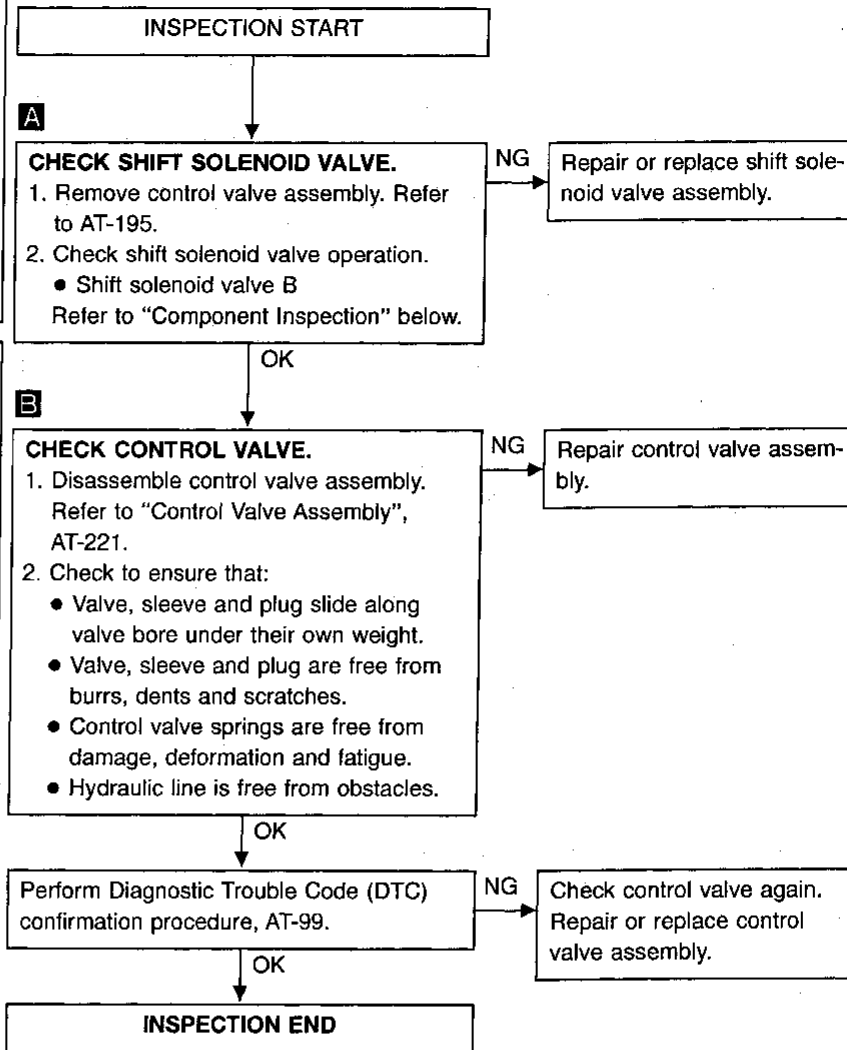 INSPECTION START
A
CHECK SHIFT SOLENOID VALVE.
1. Remove control valve assembly. Refer
to AT-195.
2. Check shift solenoid valve operation.
● Shift solenoid valve B
Refer to “Component Inspection” below.
NG
Repair or replace shift sole-
noid valve assembly.
OK
B
CHECK CONTROL VALVE.
1. Disassemble control valve assembly.
Refer to “Control Valve Assembly”,
AT-221.
2. Check to ensure that:
● Valve, sleeve and plug slide along
valve bore under their own weight.
● Valve, sleeve and plug are free from
burrs, dents and scratches.
● Control valve springs are free from
damage, deformation and fatigue.
● Hydraulic line is free from obstacles.
NG
Repair control valve assem-
bly.
OK
Perform Diagnostic Trouble Code (DTC)
confirmation procedure, AT-99.
NG
Check control valve again.
Repair or replace control
valve assembly.
OK
INSPECTION END